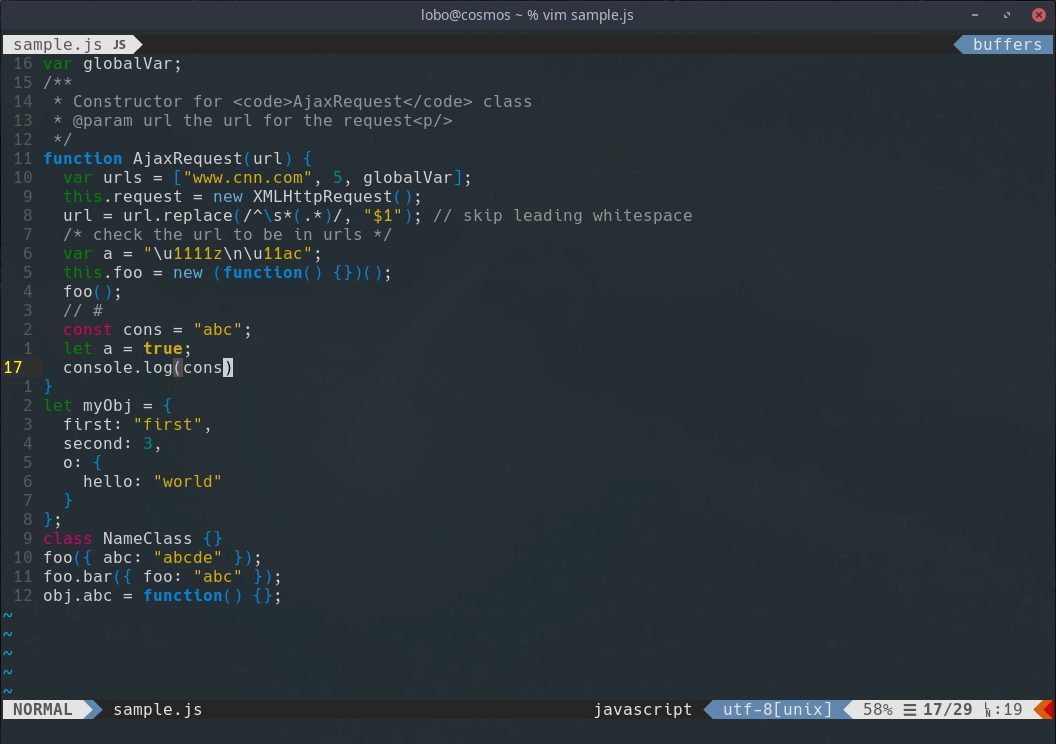 lobo@cosmos ~ % vim sample.js
sample.js JS buffers
16 var globalVar;
15 /**
14  * Constructor for <code>AjaxRequest</code> class
13  * @param url the url for the request<p/>
12  */
11 function AjaxRequest(url) {
10   var urls = ["www.cnn.com", 5, globalVar];
9   this.request = new XMLHttpRequest();
8   url = url.replace(/^\s*(.*)/, "$1"); // skip leading whitespace
7   /* check the url to be in urls */
6   var a = "\u1111z\n\u11ac";
5   this.foo = new (function() {})();
4   foo();
3   // #
2   const cons = "abc";
1   let a = true;
17   console.log(cons)
1 }
2 let myObj = {
3   first: "first",
4   second: 3,
5   o: {
6     hello: "world"
7   }
8 };
9 class NameClass {}
10 foo({ abc: "abcde" });
11 foo.bar({ foo: "abc" });
12 obj.abc = function() {};
~
~
~
~
~
NORMAL sample.js javascript utf-8[unix] 58% ☰ 17/29 ㏑:19